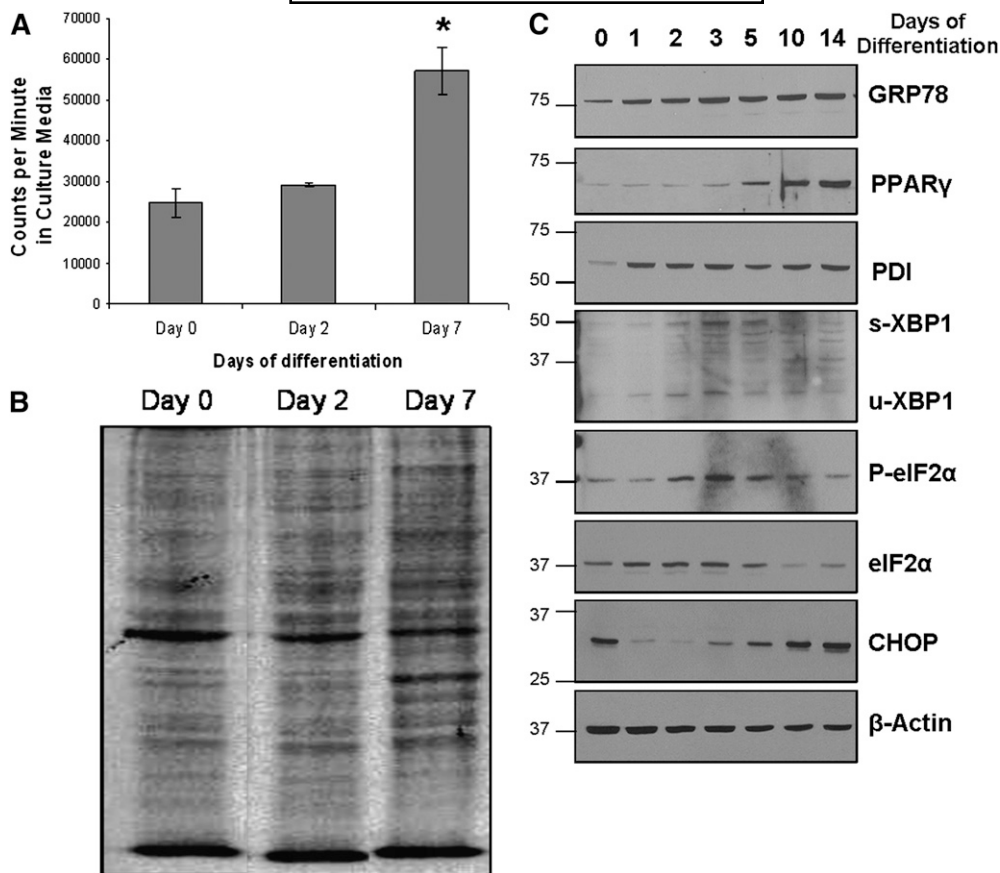 A
70000
60000
50000
40000
30000
20000
10000
0
Counts per Minute
in Culture Media
*
Day 0 Day 2 Day 7
Days of differentiation
B
Day 0 Day 2 Day 7
C
0 1 2 3 5 10 14
Days of
Differentiation
75
GRP78
75
PPARγ
75
50
PDI
50
37
s-XBP1
u-XBP1
37
P-eIF2α
37
eIF2α
37
25
CHOP
37
β-Actin